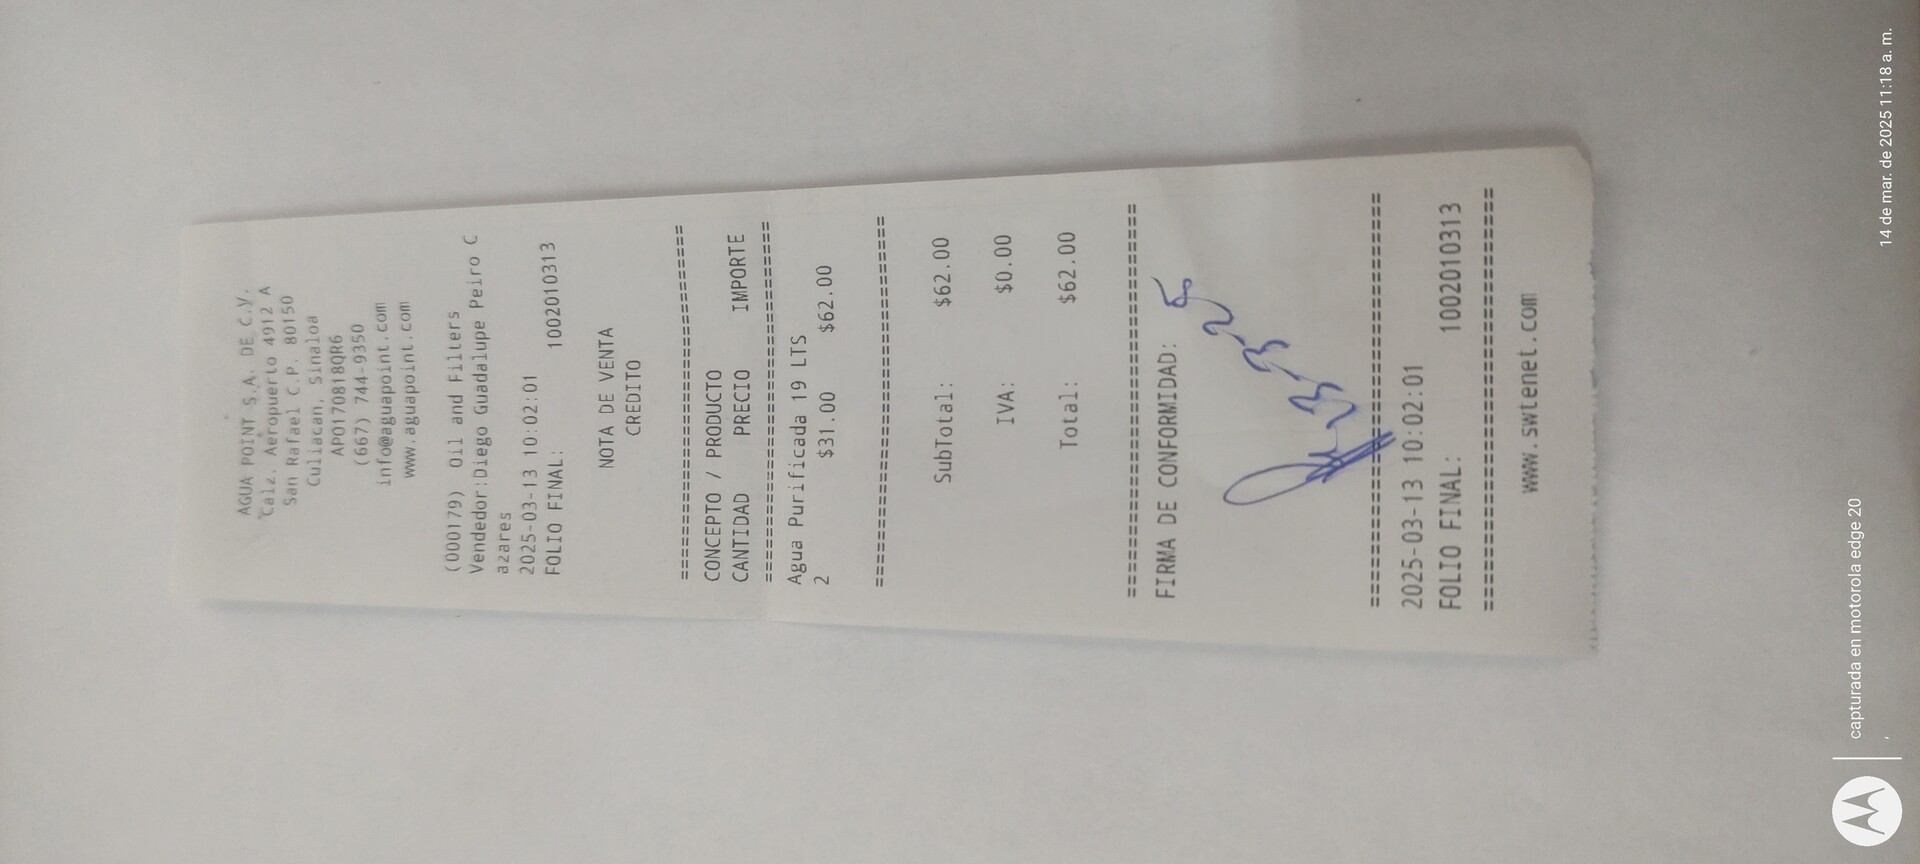 AGUA POINT S.A. DE C.V.
Calz. Aeropuerto 4912 A
San Rafael C.P. 80150
Culiacan, Sinaloa
APO170818QR6
(667) 744-9350
info@aguapoint.com
www.aguapoint.com
(000179) Oil and Filters
Vendedor:Diego Guadalupe Peiro C
azares
2025-03-13 10:02:01
FOLIO FINAL: 1002010313
NOTA DE VENTA
CREDITO
==============================
CONCEPTO / PRODUCTO
CANTIDAD PRECIO IMPORTE
==============================
Agua Purificada 19 LTS
2 $31.00 $62.00
==============================
SubTotal: $62.00
IVA: $0.00
Total: $62.00
==============================
FIRMA DE CONFORMIDAD:
==============================
2025-03-13 10:02:01
FOLIO FINAL: 1002010313
==============================
www.swtenet.com
capturada en motorola edge 20
14 de mar. de 2025 11:18 a. m.